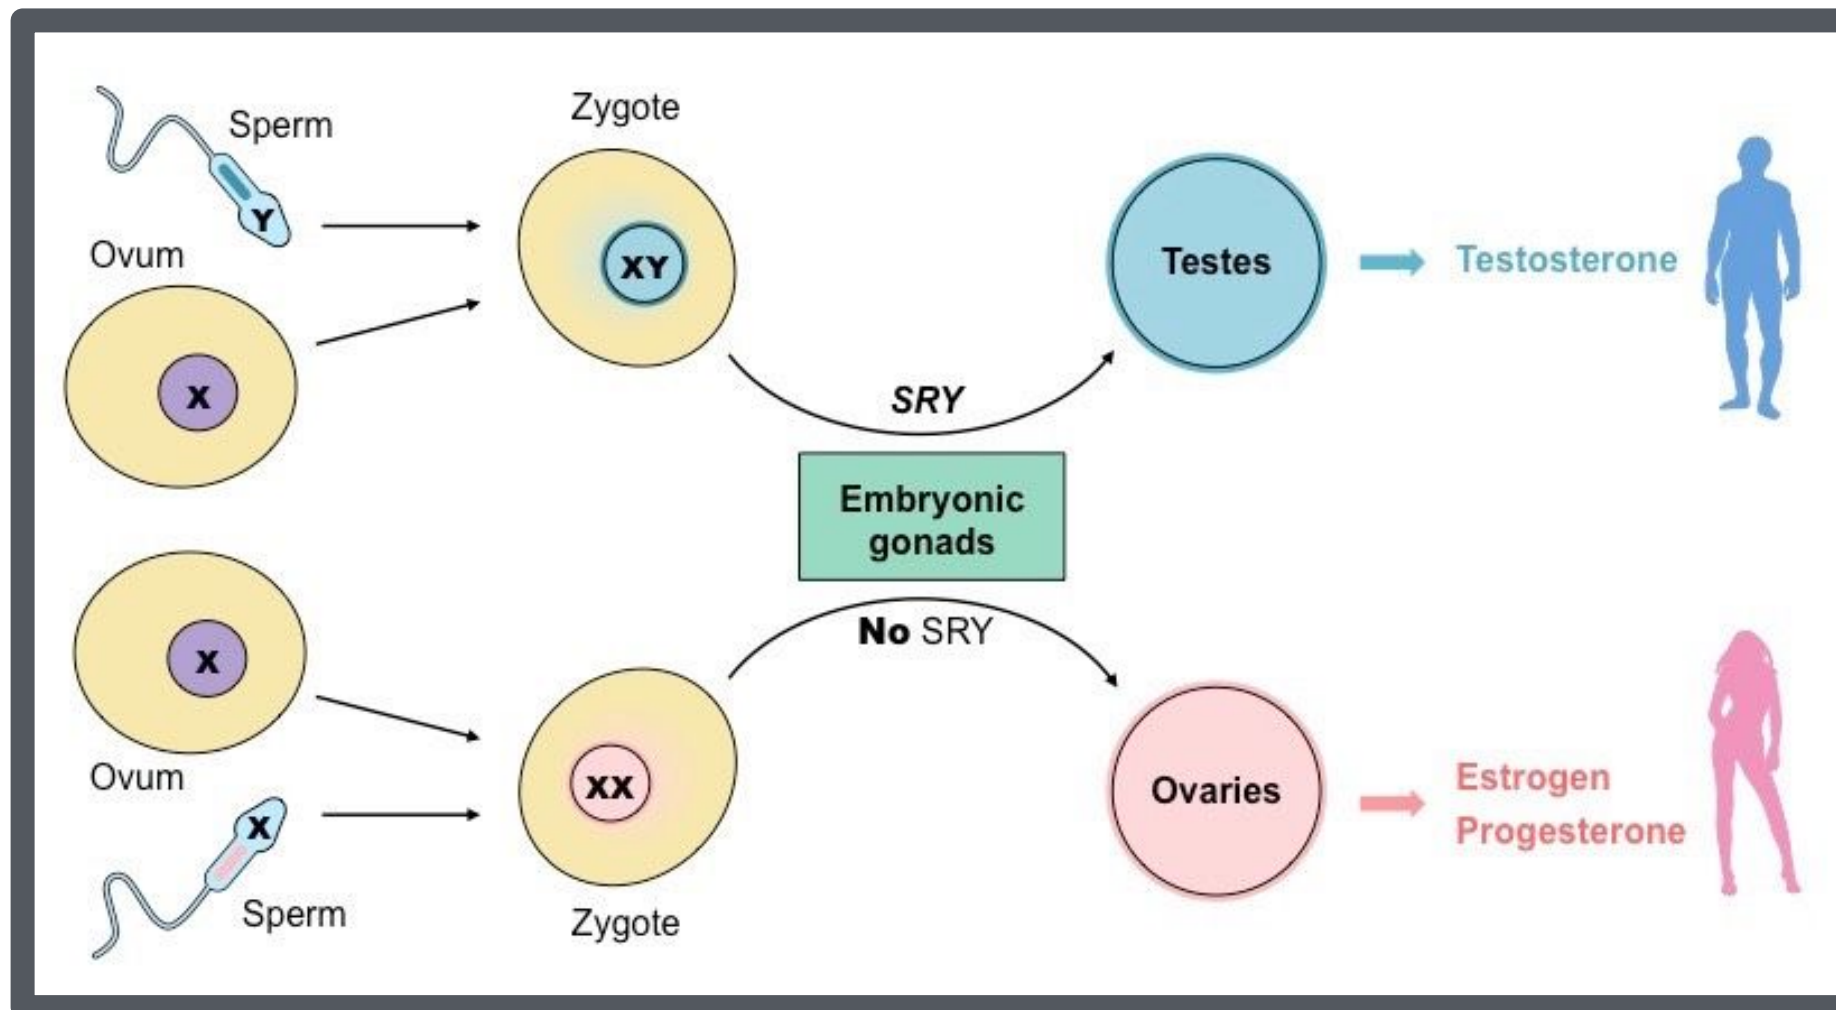 Sperm
Y
Ovum
X
Zygote
XY
SRY
Testes
Testosterone
Embryonic
gonads
X
Ovum
X
Sperm
XX
Zygote
No SRY
Ovaries
Estrogen
Progesterone